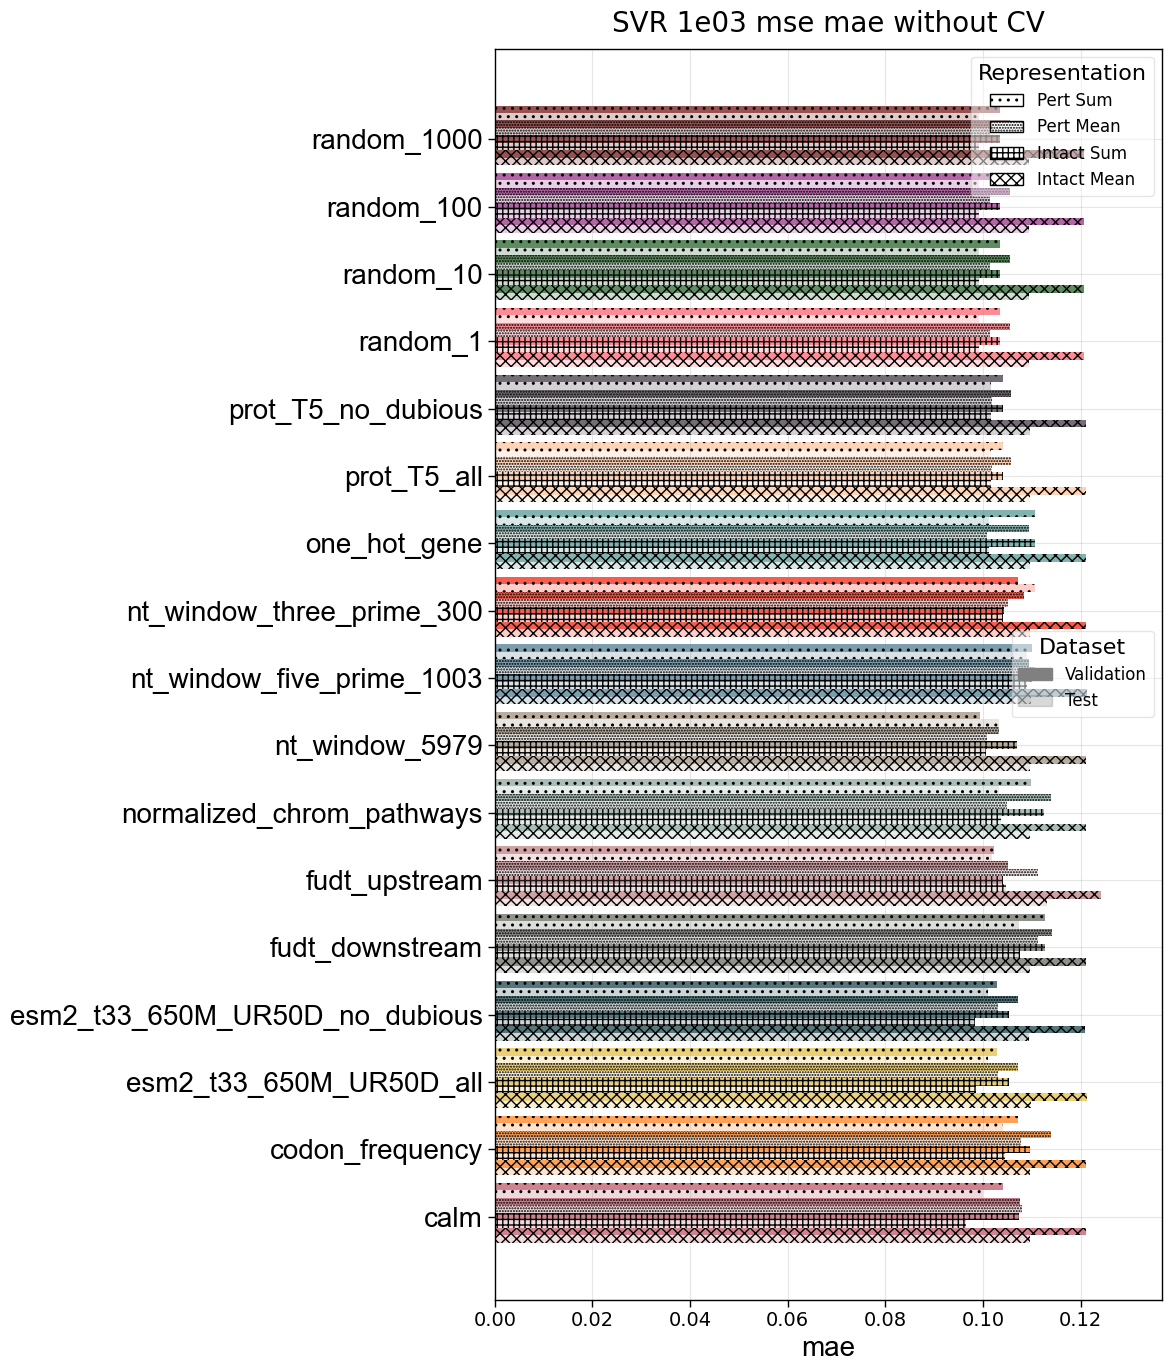 SVR 1e03 mse mae without CV
Representation
Pert Sum
Pert Mean
Intact Sum
Intact Mean
random_1000
random_100
random_10
random_1
prot_T5_no_dubious
prot_T5_all
one_hot_gene
nt_window_three_prime_300
nt_window_five_prime_1003
nt_window_5979
normalized_chrom_pathways
fudt_upstream
fudt_downstream
esm2_t33_650M_UR50D_no_dubious
esm2_t33_650M_UR50D_all
codon_frequency
calm
Dataset
Validation
Test
0.00 0.02 0.04 0.06 0.08 0.10 0.12
mae